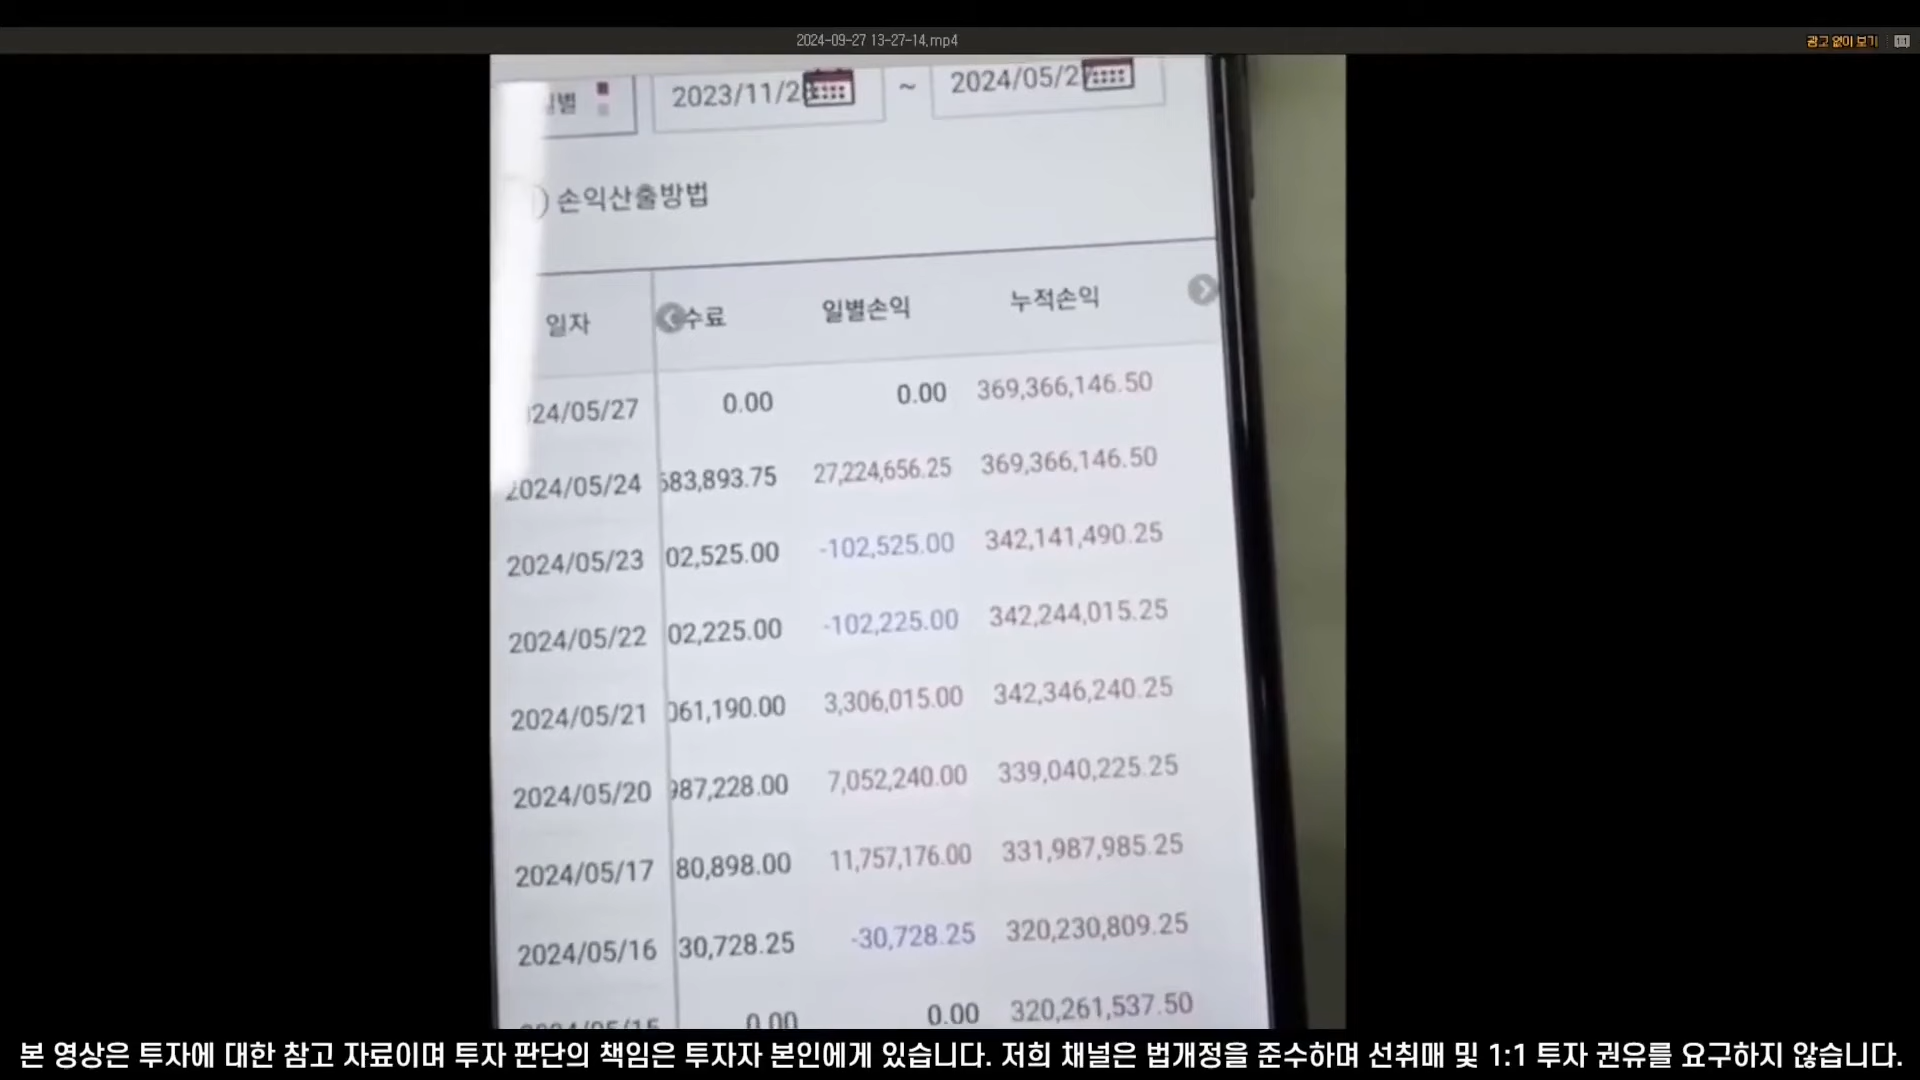 2024-09-27 13-27-14.mp4
광고 없이 보기
2023/11/28 ~ 2024/05/27
손익산출방법
일자 수료 일별손익 누적손익
24/05/27 0.00 0.00 369,366,146.50
2024/05/24 683,893.75 27,224,656.25 369,366,146.50
2024/05/23 02,525.00 -102,525.00 342,141,490.25
2024/05/22 02,225.00 -102,225.00 342,244,015.25
2024/05/21 061,190.00 3,306,015.00 342,346,240.25
2024/05/20 987,228.00 7,052,240.00 339,040,225.25
2024/05/17 80,898.00 11,757,176.00 331,987,985.25
2024/05/16 30,728.25 -30,728.25 320,230,809.25
2024/05/15 0.00 0.00 320,261,537.50
본 영상은 투자에 대한 참고 자료이며 투자 판단의 책임은 투자자 본인에게 있습니다. 저희 채널은 법개정을 준수하며 선취매 및 1:1 투자 권유를 요구하지 않습니다.